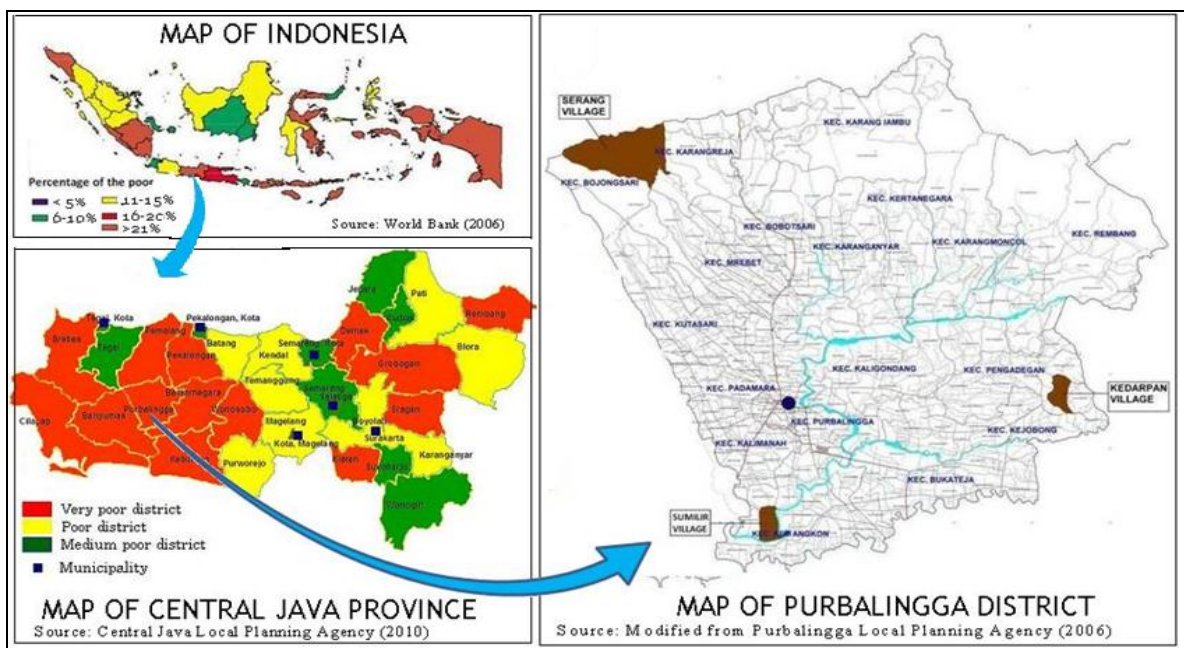 MAP OF INDONESIA
Percentage of the poor
< 5%
11-15%
6-10%
16-20%
>21%
Source: World Bank (2006)
Jepara
Pati
Kudus
Rembang
Tegal, Kota
Pekalongan, Kota
Demak
Brebes
Tegal
Pemalang
Batang
Kendal
Semarang, Kota
Blora
Pekalongan
Grobogan
Temanggung
Semarang
Salatiga
Banjarnegara
Cilacap
Banyumas
Purbalingga
Wonosobo
Magelang
Boyolali
Sragen
Kota, Magelang
Surakarta
Kebumen
Purworejo
Klaten
Karanganyar
Sukoharjo
Wonogiri
Very poor district
Poor district
Medium poor district
Municipality
MAP OF CENTRAL JAVA PROVINCE
Source: Central Java Local Planning Agency (2010)
SERANG
VILLAGE
KEC. KARANG JAMBU
KEC. KARANGREJA
KEC. BOJONGSARI
KEC. KERTANEGARA
KEC. BOBOTSARI
KEC. KARANGANYAR
KEC. KARANGMONCOL
KEC. REMBANG
KEC. MREBET
KEC. KUTASARI
KEC. KALIGONDANG
KEC. PENGADEGAN
KEC. PADAMARA
KEDARPAN
VILLAGE
KEC. PURBALINGGA
KEC. KEJOBONG
KEC. KALIMANAH
KEC. BUKATEJA
SUMILIR
VILLAGE
MAP OF PURBALINGGA DISTRICT
Source: Modified from Purbalingga Local Planning Agency (2006)